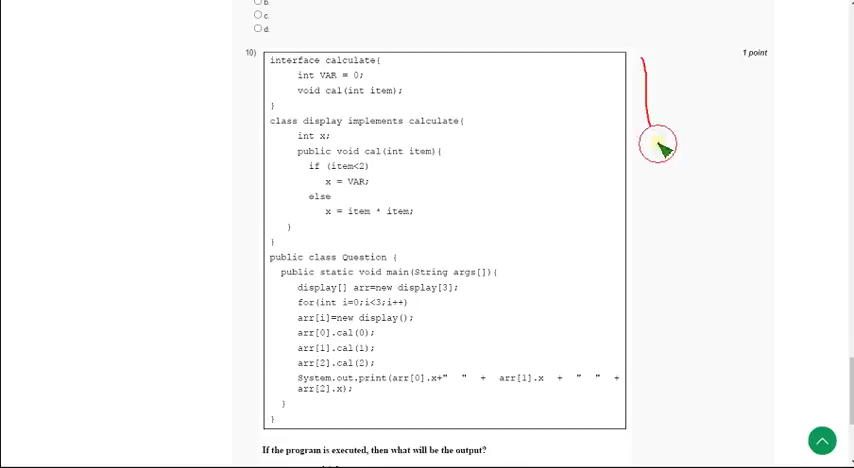 b.
c.
d.
10)
1 point
interface calculate{
int VAR = 0;
void cal(int item);
}
class display implements calculate{
int x;
public void cal(int item){
if (item<2)
x = VAR;
else
x = item * item;
}
}
public class Question {
public static void main(String args[]){
display[] arr=new display[3];
for(int i=0;i<3;i++)
arr[i]=new display();
arr[0].cal(0);
arr[1].cal(1);
arr[2].cal(2);
System.out.print(arr[0].x+" " + arr[1].x + " " +
arr[2].x);
}
}
If the program is executed, then what will be the output?